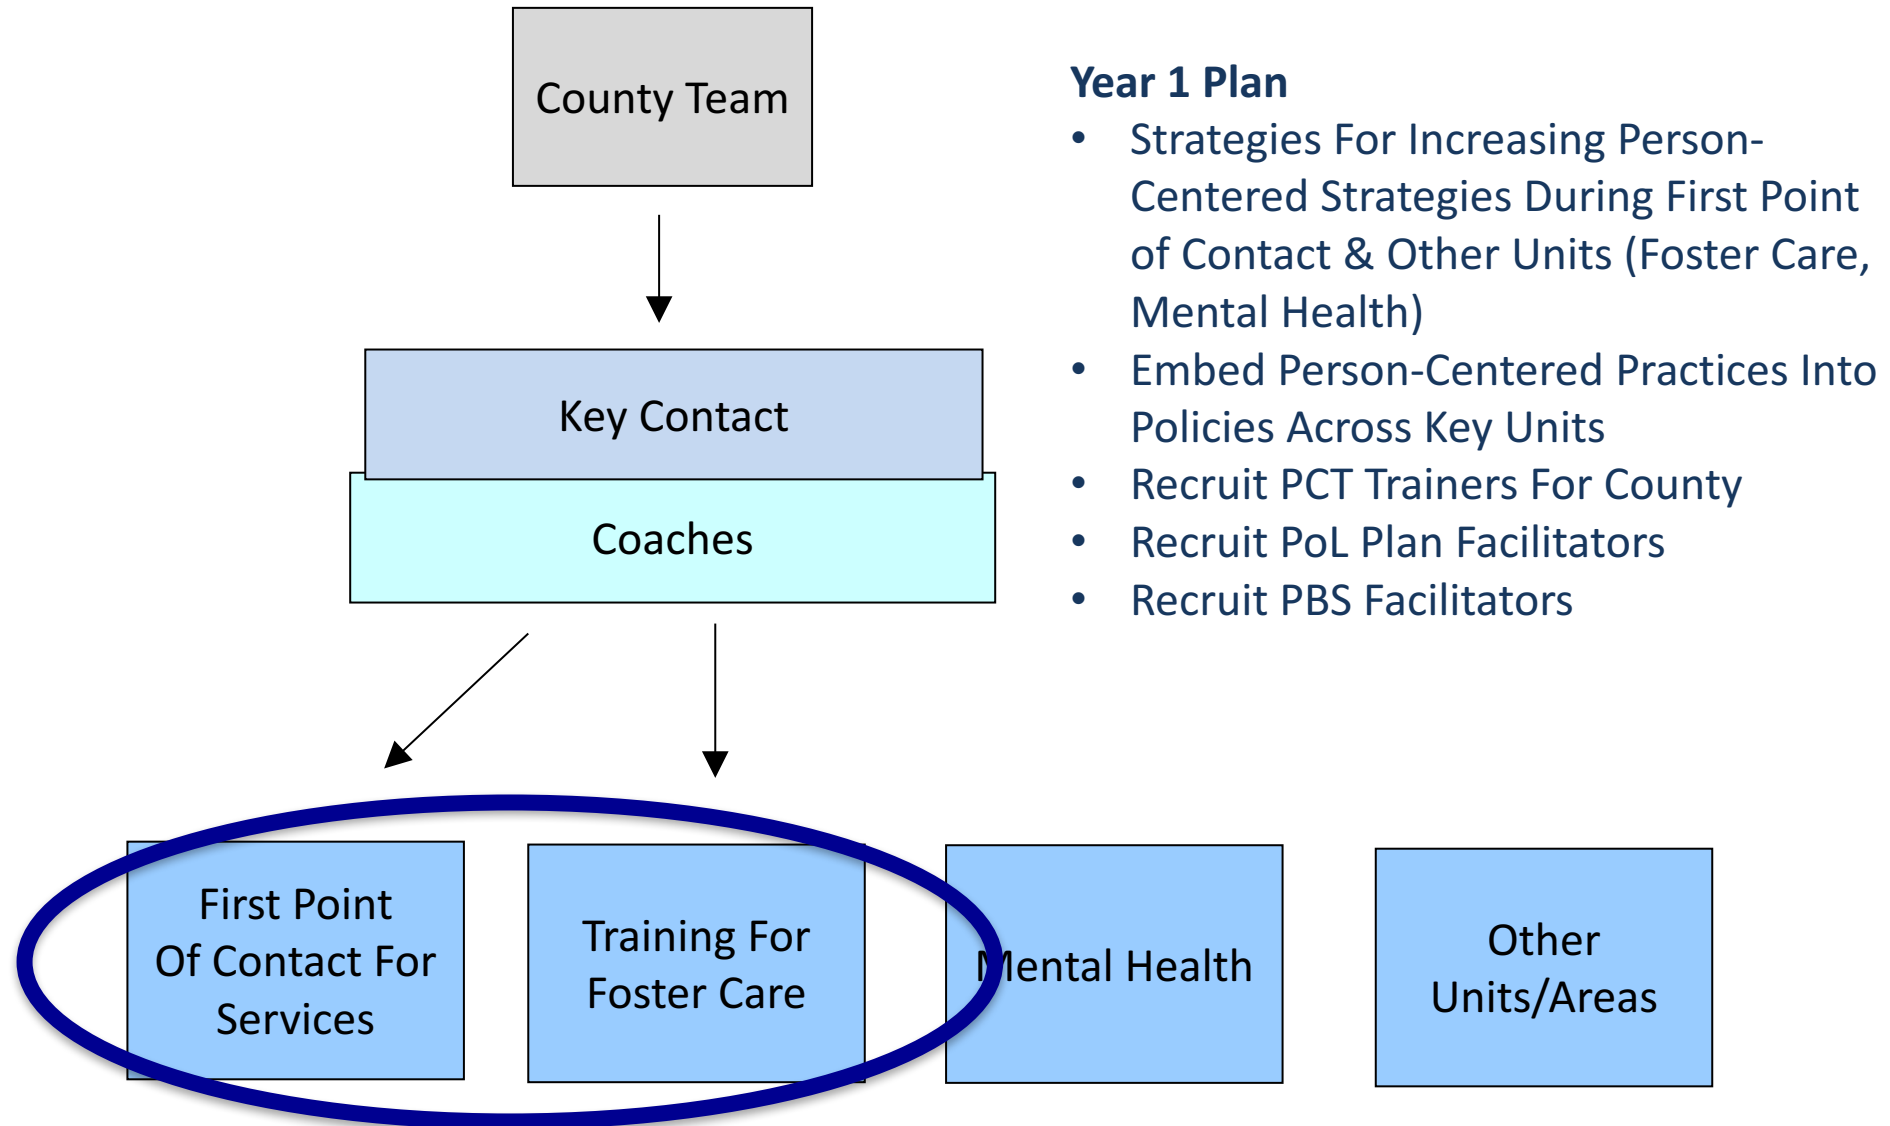 County Team
Year 1 Plan
• Strategies For Increasing Person-
Centered Strategies During First Point
of Contact & Other Units (Foster Care,
Mental Health)
• Embed Person-Centered Practices Into
Policies Across Key Units
• Recruit PCT Trainers For County
• Recruit PoL Plan Facilitators
• Recruit PBS Facilitators
Key Contact
Coaches
First Point
Of Contact For
Services
Training For
Foster Care
Mental Health
Other
Units/Areas